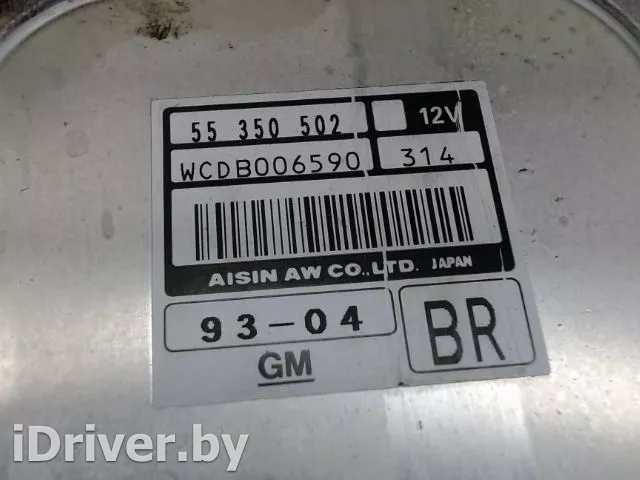 55 350 502 12V
WCDB006590 314
AISIN AW CO.,LTD. JAPAN
93-04
BR
GM
iDriver.by